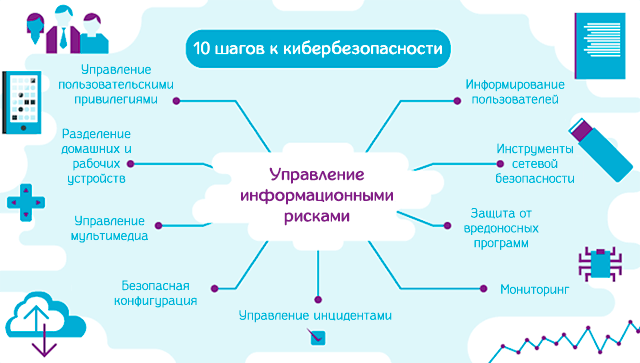 10 шагов к кибербезопасности
Управление
пользовательскими
привилегиями
Информирование
пользователей
Разделение
домашних и
рабочих
устройств
Инструменты
сетевой
безопасности
Управление
информационными
рисками
Управление
мультимедиа
Защита от
вредоносных
программ
Безопасная
конфигурация
Мониторинг
Управление инцидентами